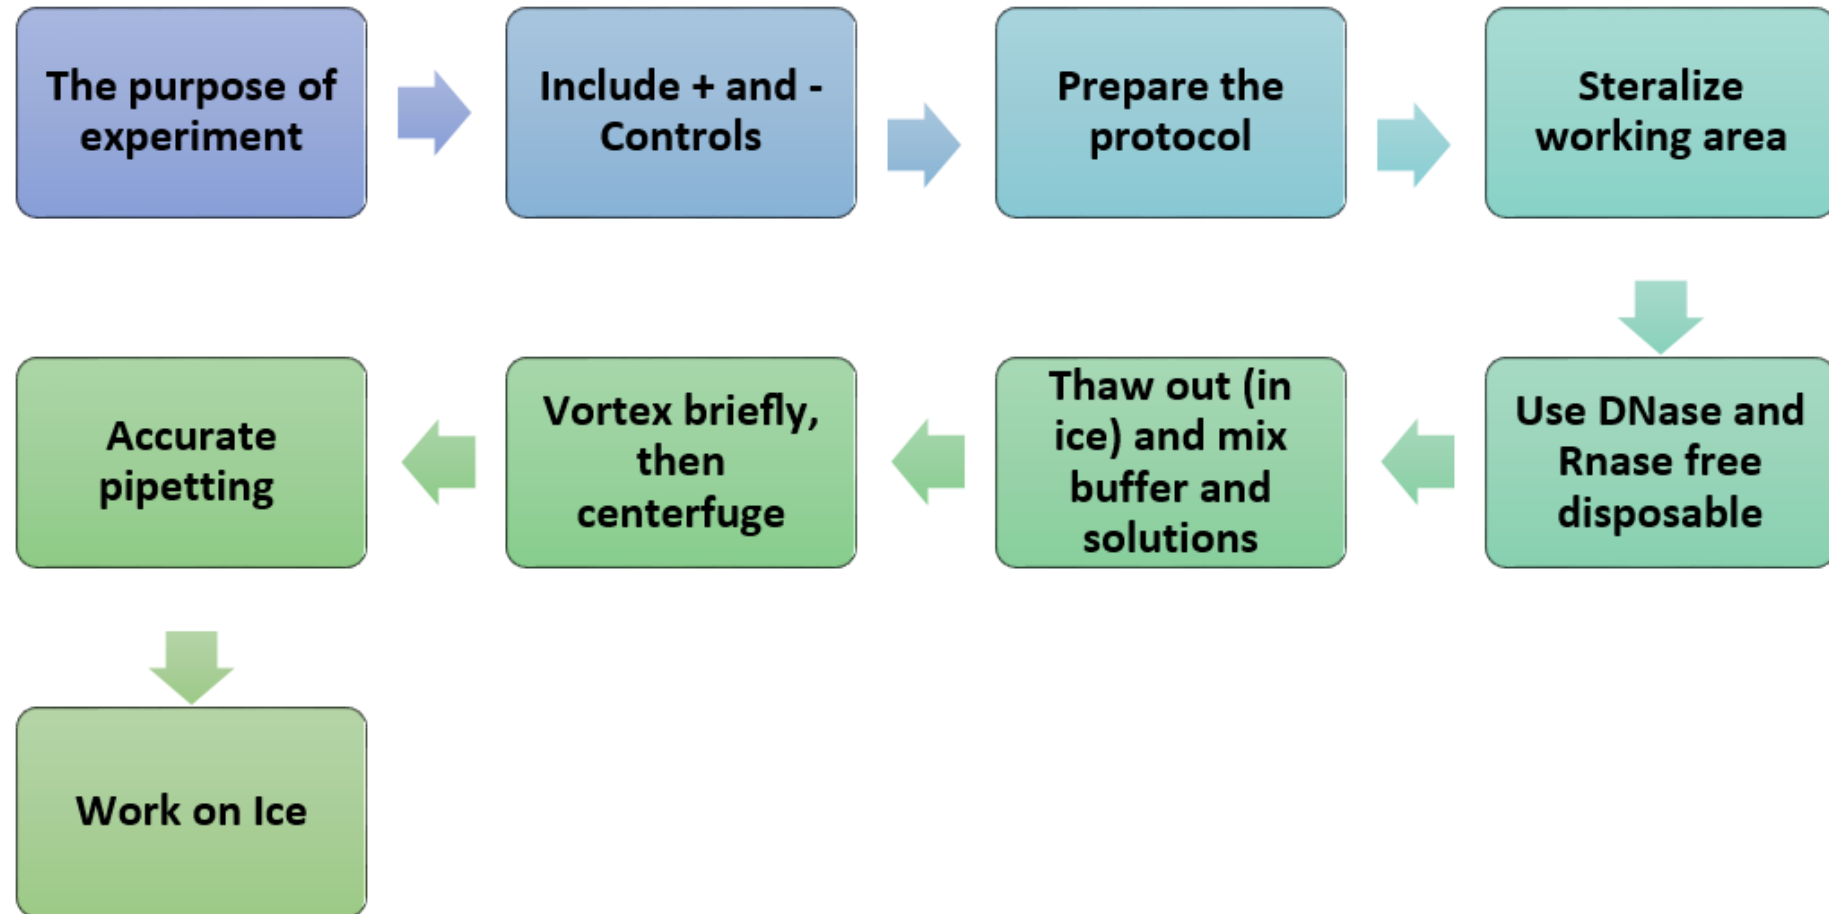 The purpose of
experiment
Include + and -
Controls
Prepare the
protocol
Steralize
working area
Use DNase and
Rnase free
disposable
Thaw out (in
ice) and mix
buffer and
solutions
Vortex briefly,
then
centerfuge
Accurate
pipetting
Work on Ice